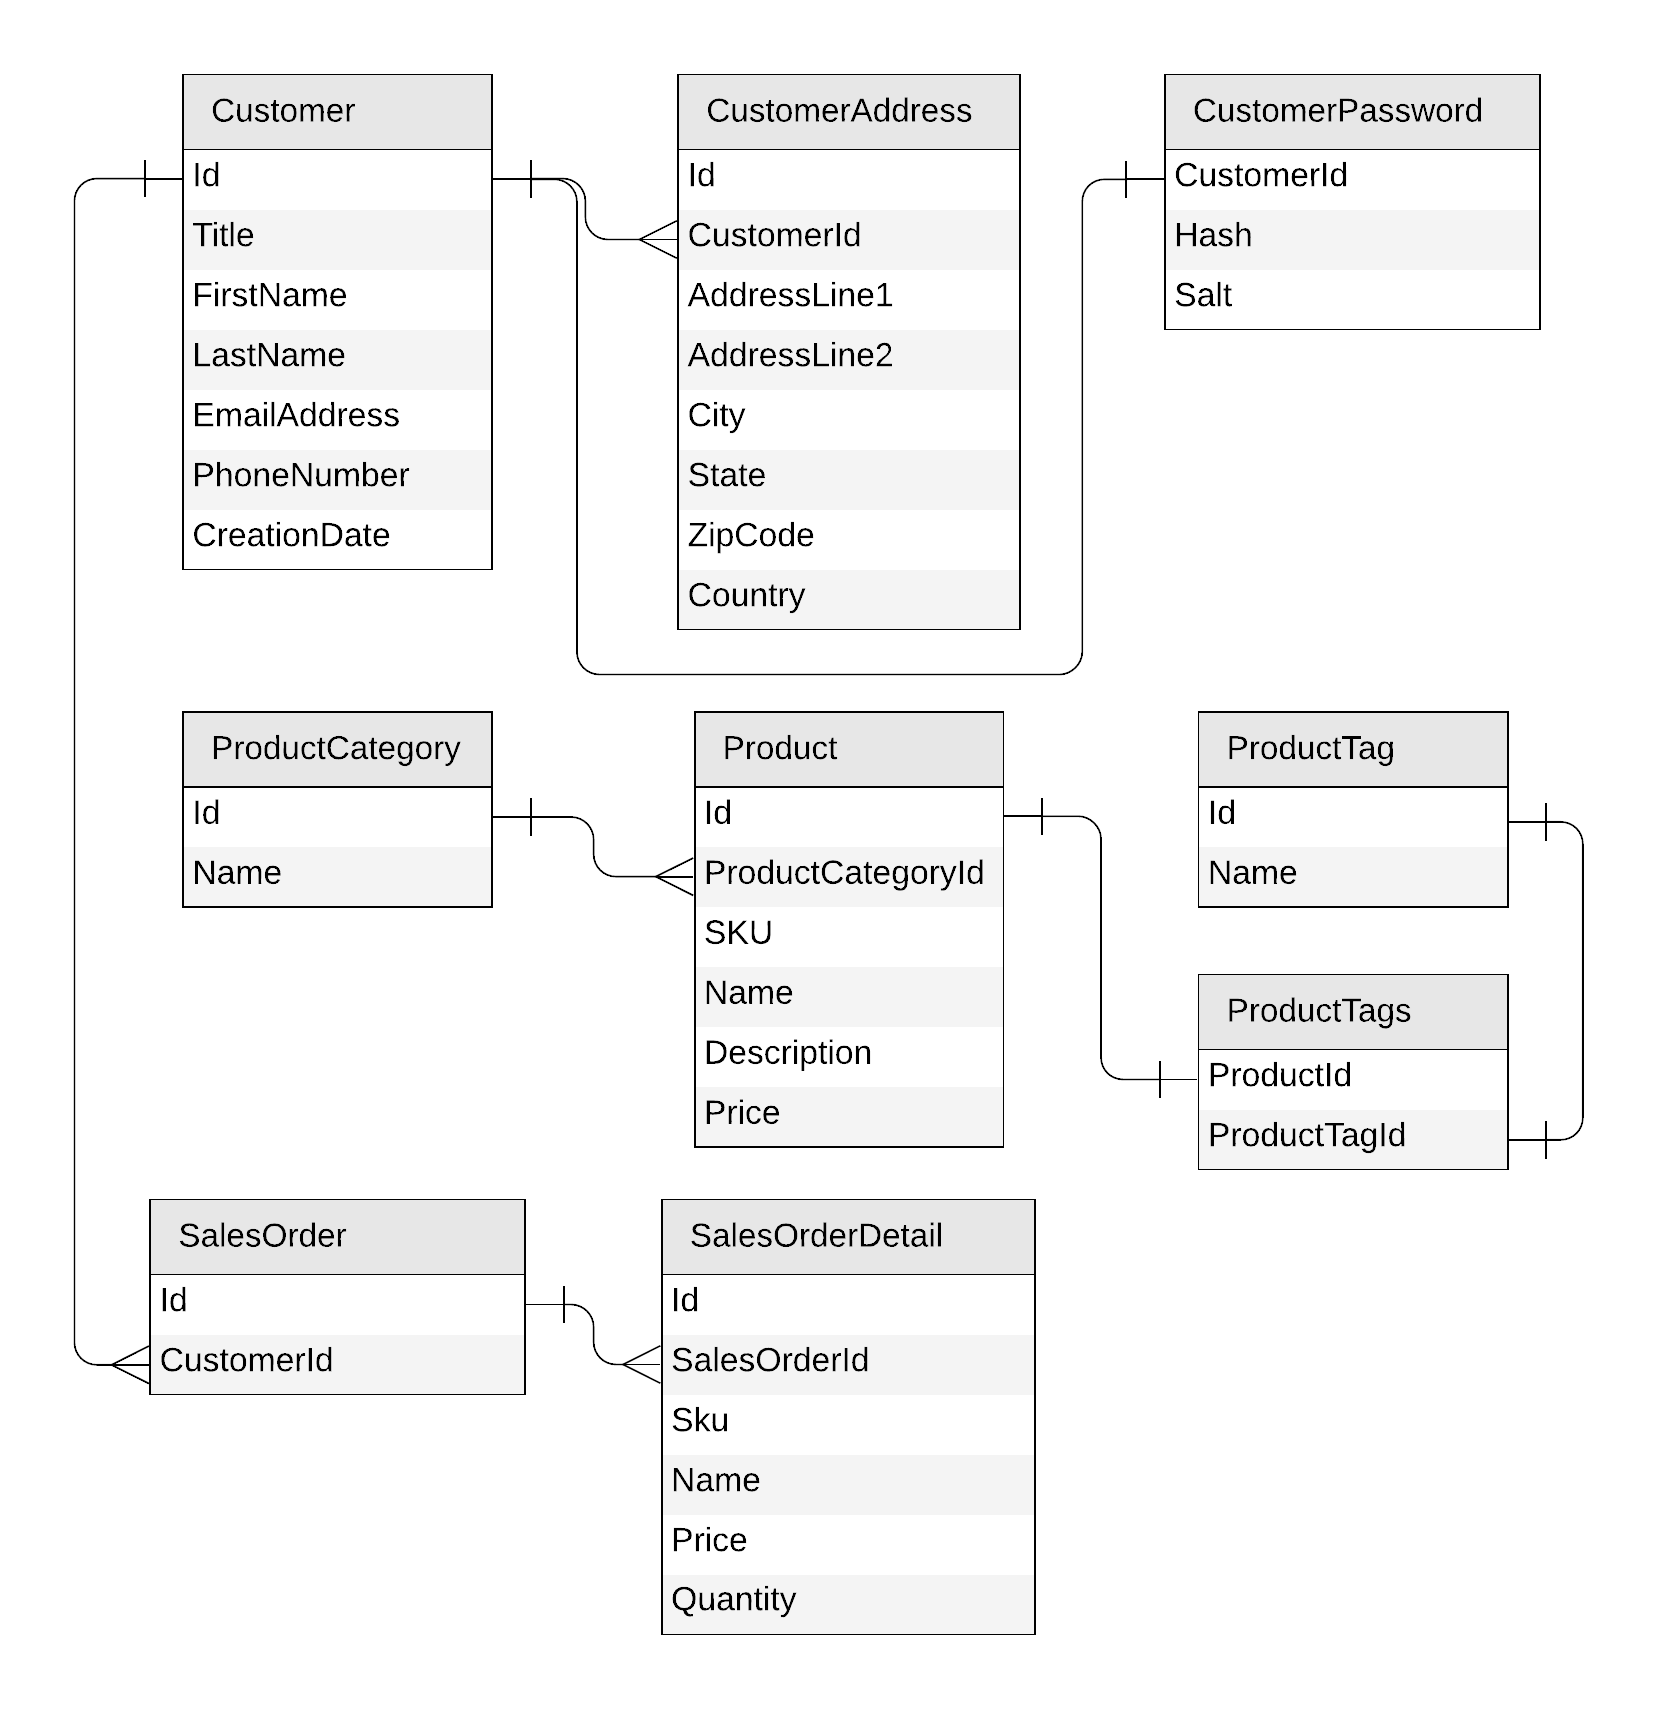 Customer
Id
Title
FirstName
LastName
EmailAddress
PhoneNumber
CreationDate
CustomerAddress
Id
CustomerId
AddressLine1
AddressLine2
City
State
ZipCode
Country
CustomerPassword
CustomerId
Hash
Salt
ProductCategory
Id
Name
Product
Id
ProductCategoryId
SKU
Name
Description
Price
ProductTag
Id
Name
ProductTags
ProductId
ProductTagId
SalesOrder
Id
CustomerId
SalesOrderDetail
Id
SalesOrderId
Sku
Name
Price
Quantity